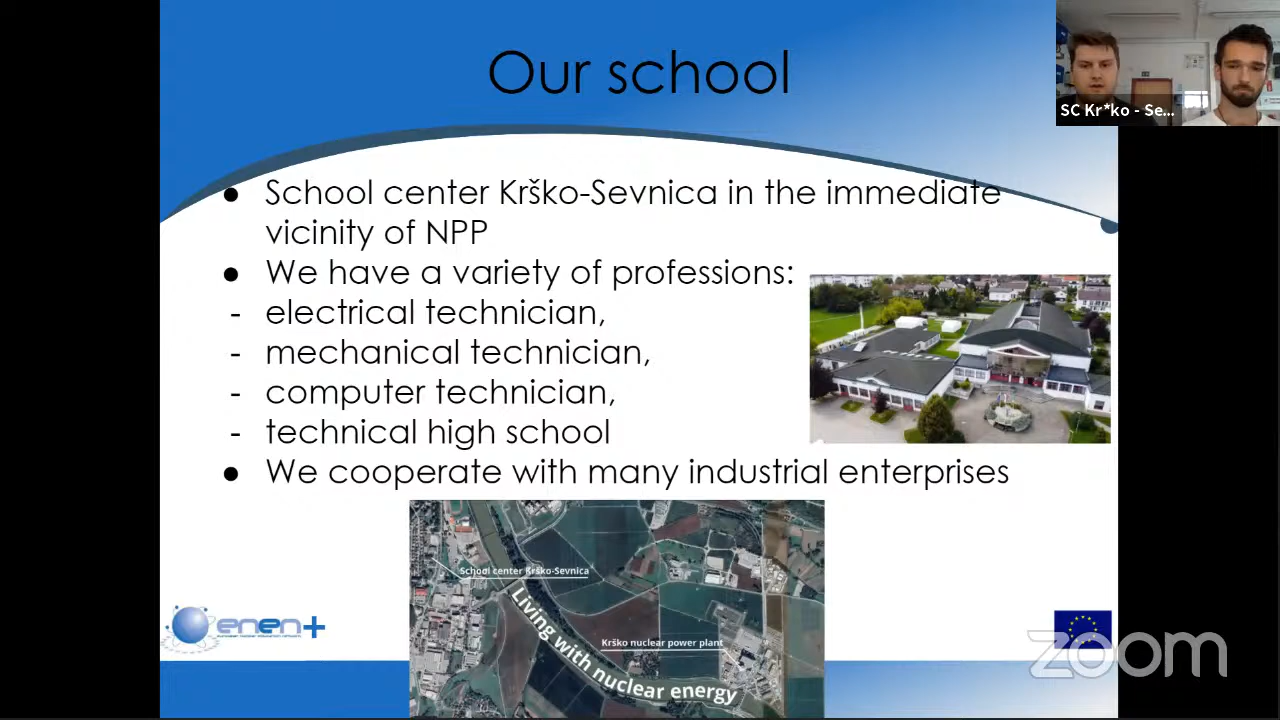 Our school
SC Kr*ko - Se...
● School center Krško-Sevnica in the immediate
vicinity of NPP
● We have a variety of professions:
- electrical technician,
- mechanical technician,
- computer technician,
- technical high school
● We cooperate with many industrial enterprises
School center Krško-Sevnica
Living with nuclear energy
Krško nuclear power plant
enen+
zoom